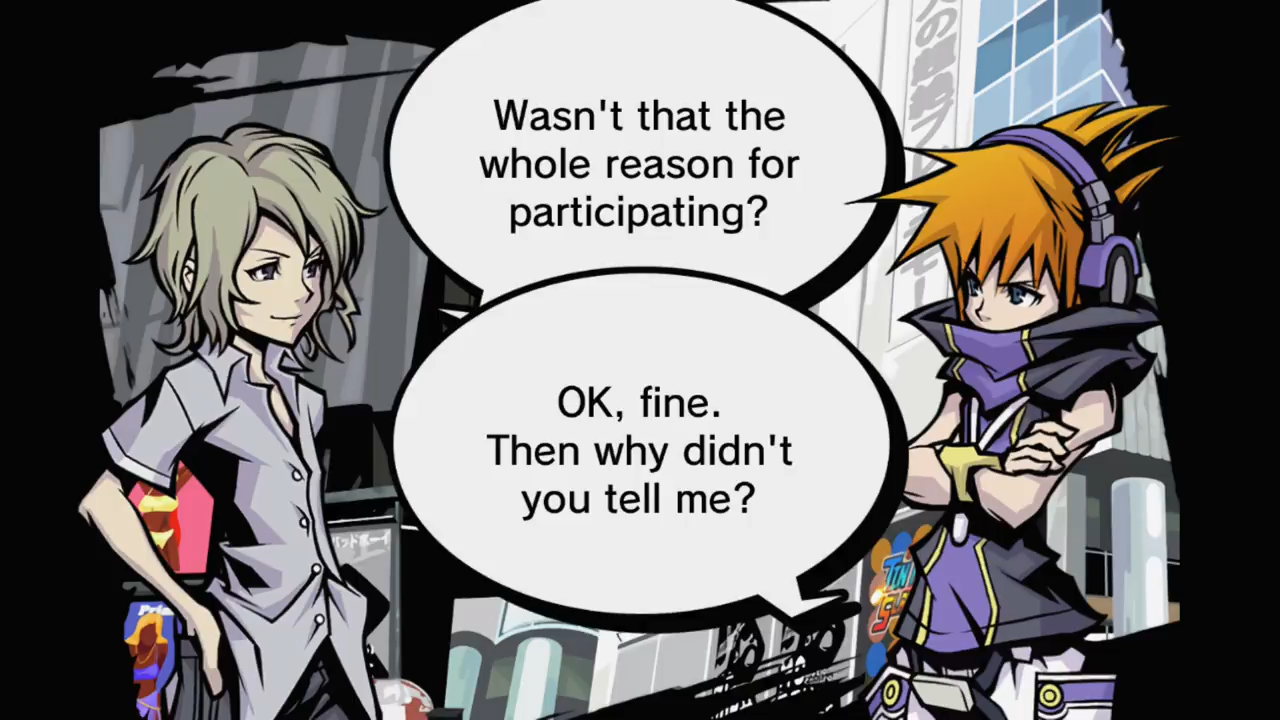 Wasn't that the
whole reason for
participating?
OK, fine.
Then why didn't
you tell me?